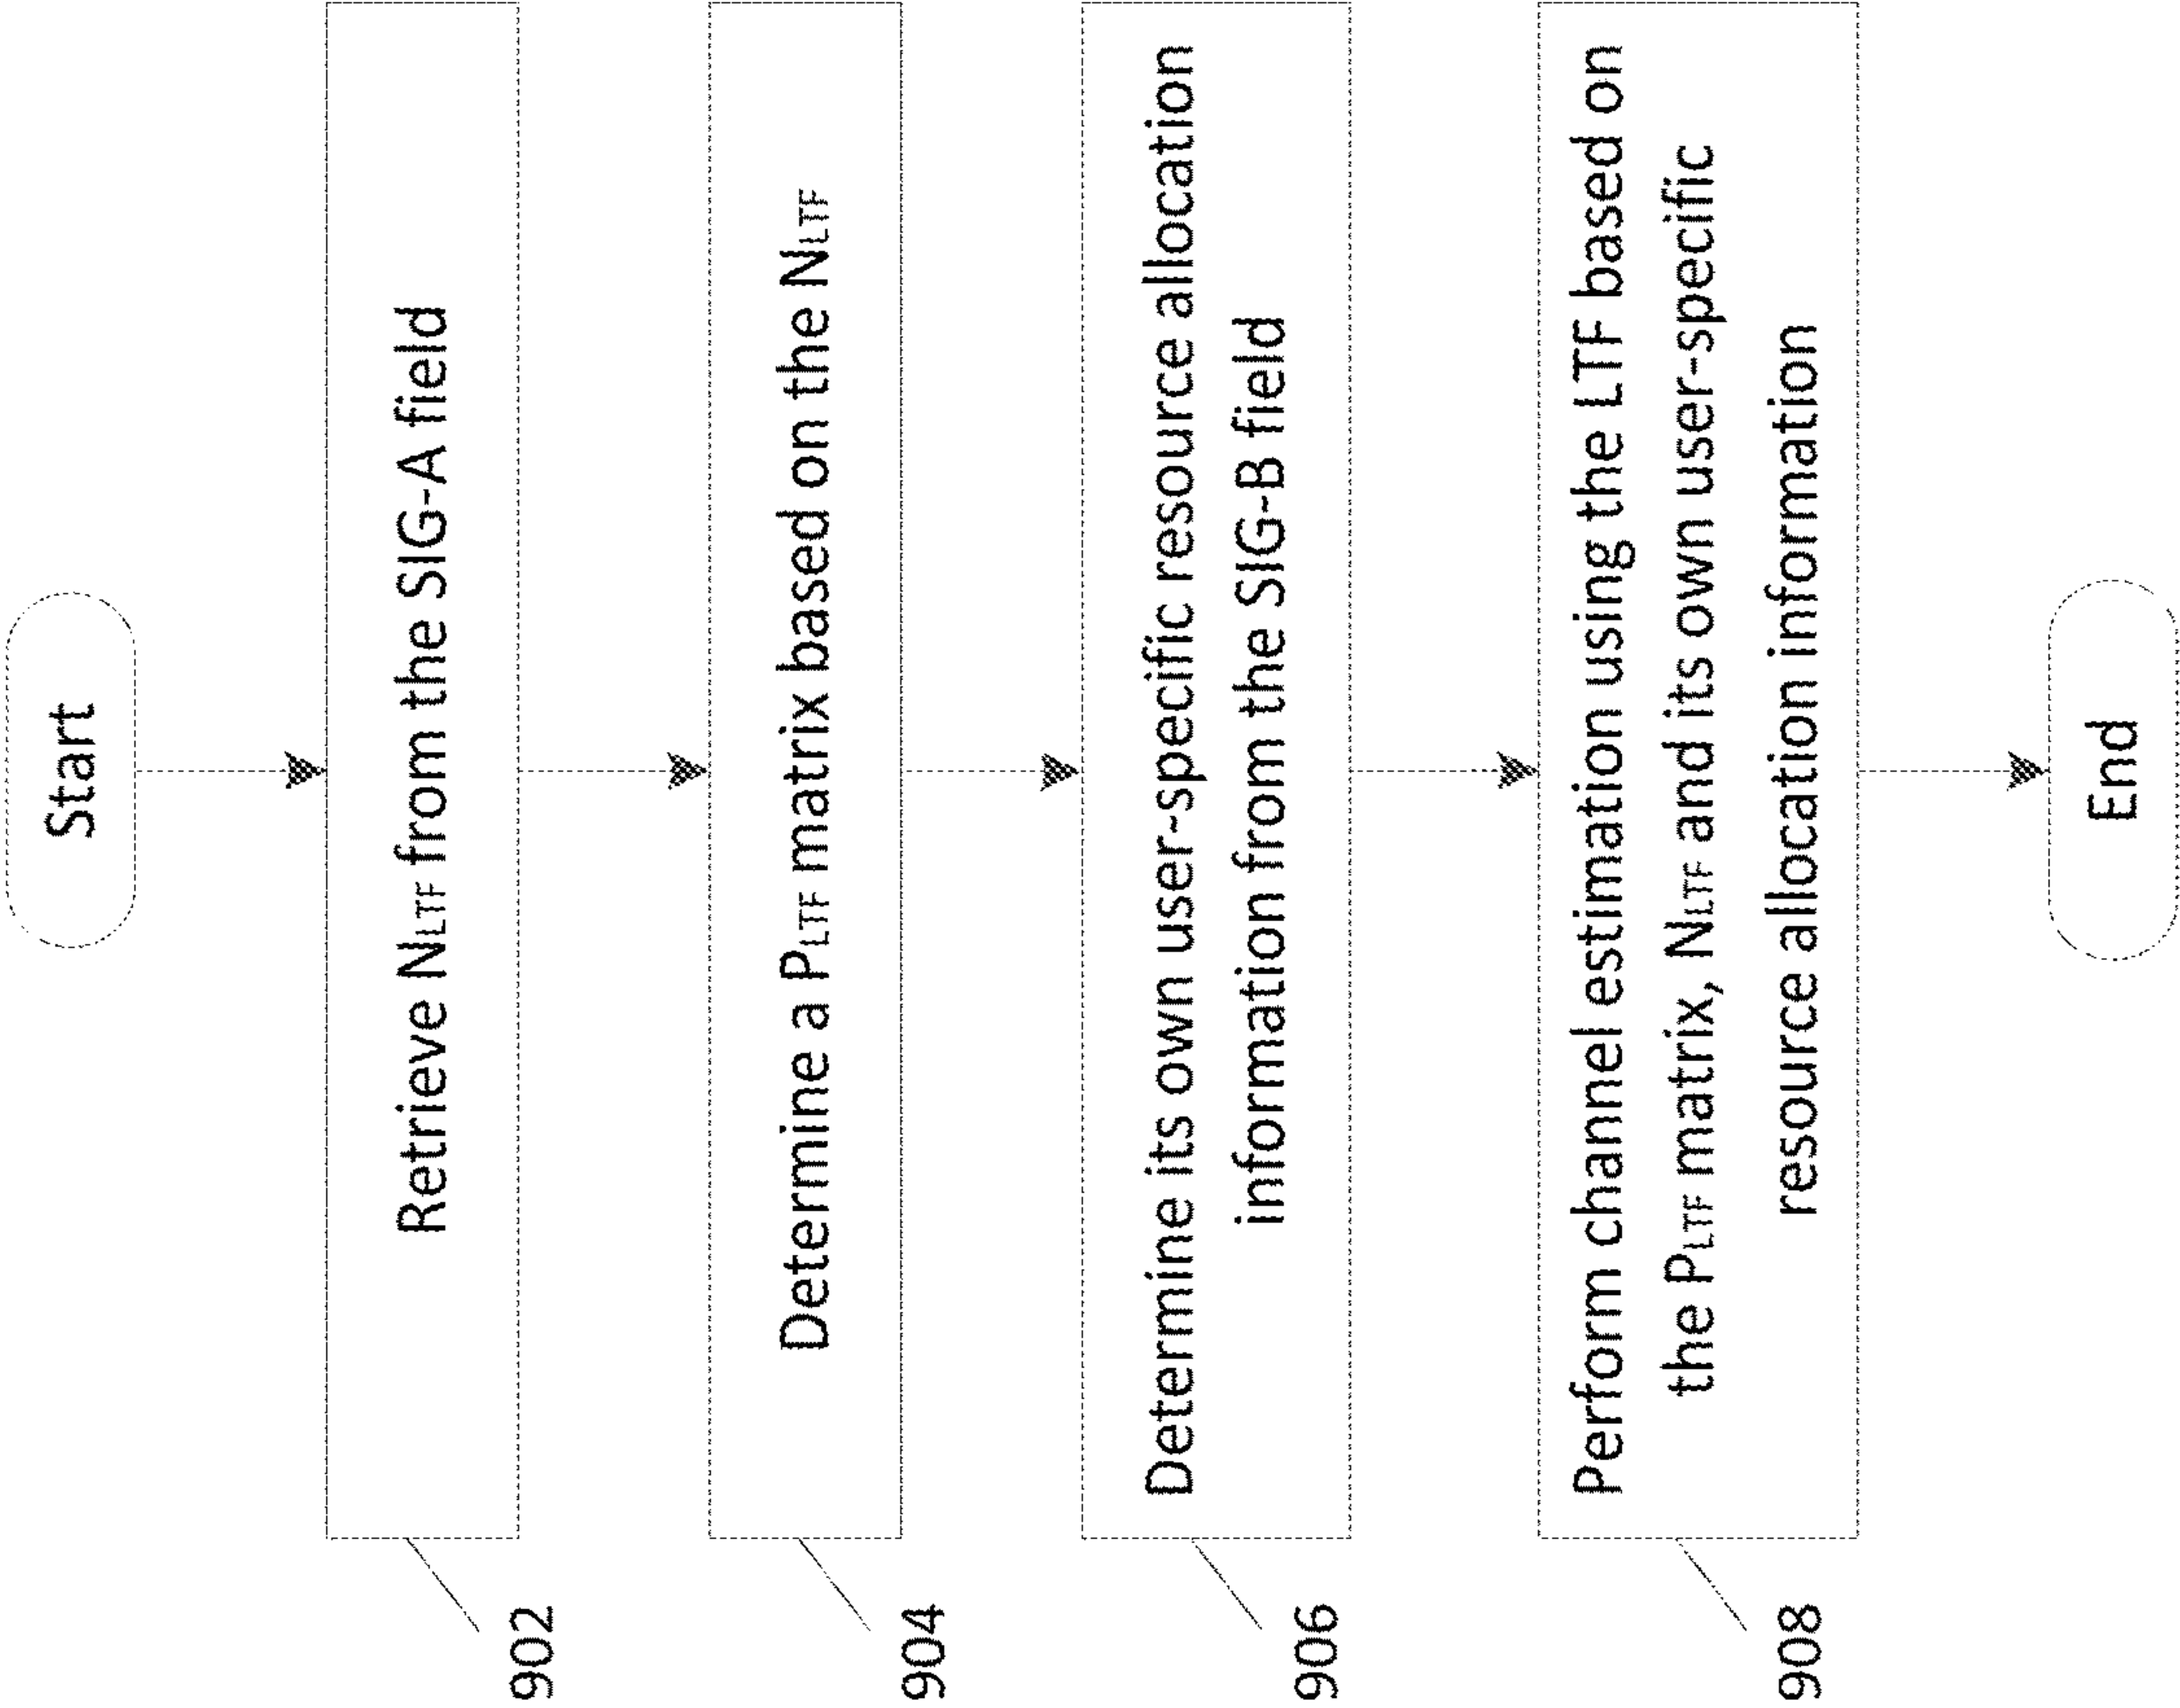 Start
Retrieve NLTF from the SIG-A field
902
Determine a PLTF matrix based on the NLTF
904
Determine its own user-specific resource allocation
information from the SIG-B field
906
Perform channel estimation using the LTF based on
the PLTF matrix, NLTF and its own user-specific
resource allocation information
908
End